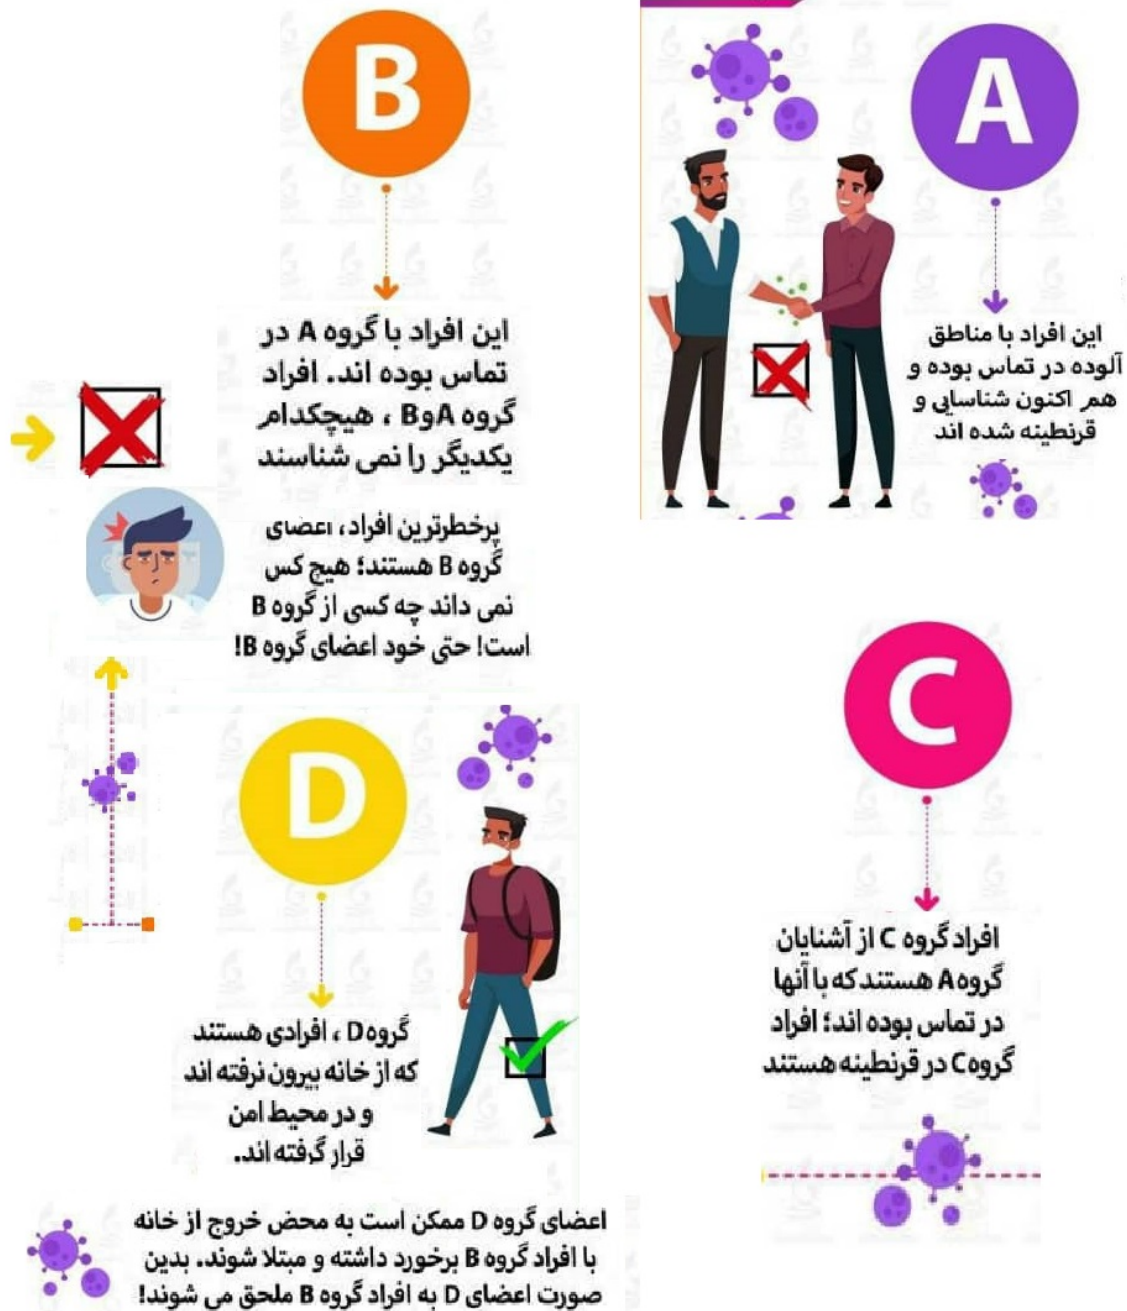 A
این افراد با مناطق
آلوده در تماس بوده و
هم اکنون شناسایی و
قرنطینه شده اند
B
این افراد با گروه A در
تماس بوده اند. افراد
گروه AوB ، هیچکدام
یکدیگر را نمی شناسند
پرخطرترین افراد، اعضای
گروه B هستند؛ هیچ کس
نمی داند چه کسی از گروه B
است! حتی خود اعضای گروه B!
C
افراد گروه C از آشنایان
گروه A هستند که با آنها
در تماس بوده اند؛ افراد
گروه C در قرنطینه هستند
D
گروه D ، افرادی هستند
که از خانه بیرون نرفته اند
و در محیط امن
قرار گرفته اند.
اعضای گروه D ممکن است به محض خروج از خانه
با افراد گروه B برخورد داشته و مبتلا شوند. بدین
صورت اعضای D به افراد گروه B ملحق می شوند!